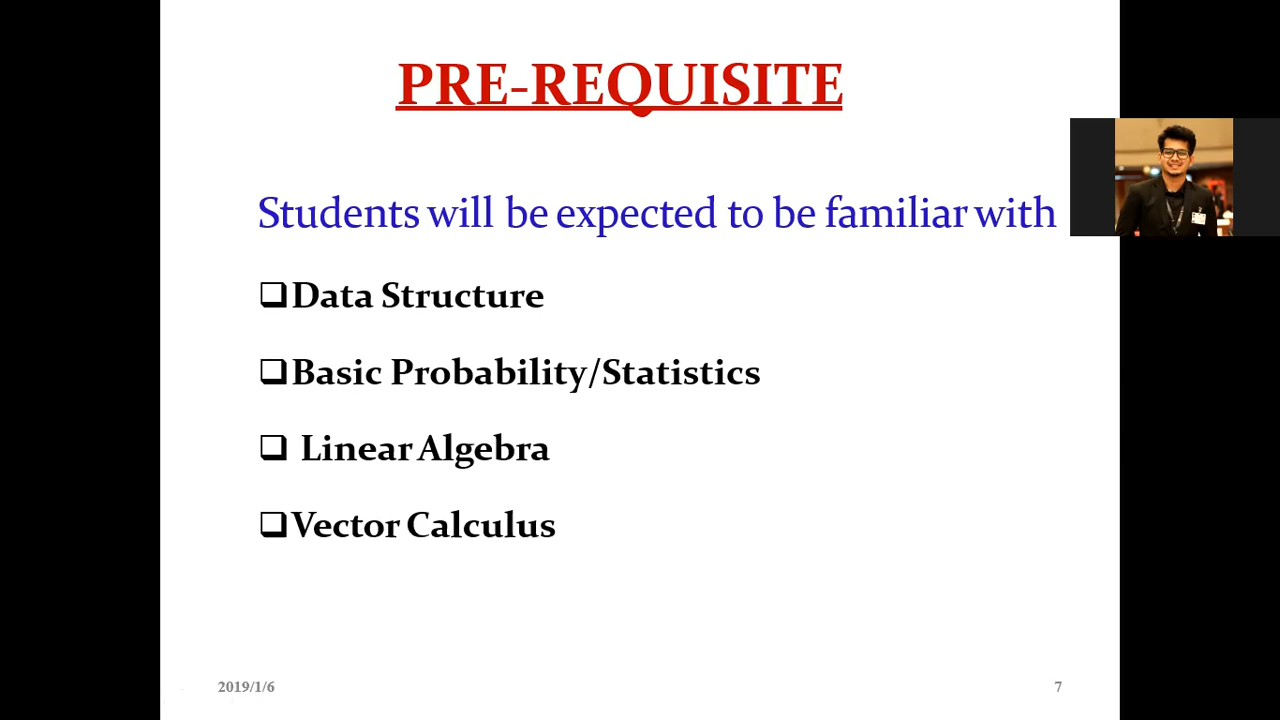 PRE-REQUISITE
Students will be expected to be familiar with
❑Data Structure
❑Basic Probability/Statistics
❑ Linear Algebra
❑Vector Calculus
2019/1/6
7